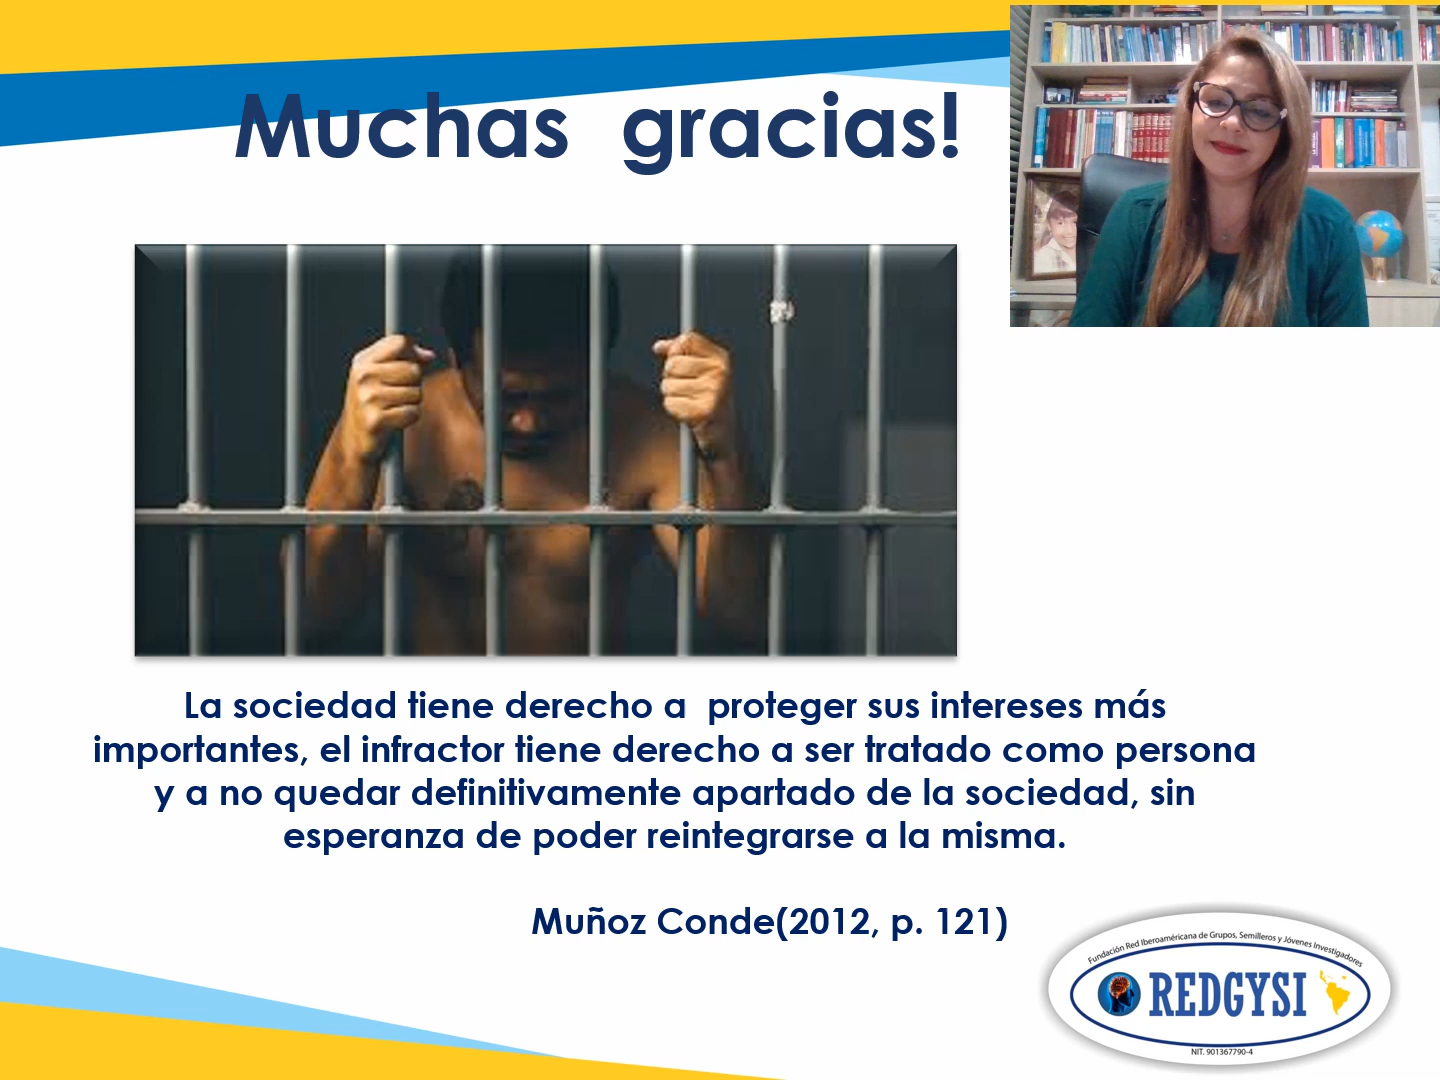 Muchas gracias!
La sociedad tiene derecho a proteger sus intereses más
importantes, el infractor tiene derecho a ser tratado como persona
y a no quedar definitivamente apartado de la sociedad, sin
esperanza de poder reintegrarse a la misma.
Muñoz Conde(2012, p. 121)
Fundación Red Iberoaméricana de Grupos, Semilleros y Jóvenes Investigadores
REDGYSI
NIT. 901367790-4